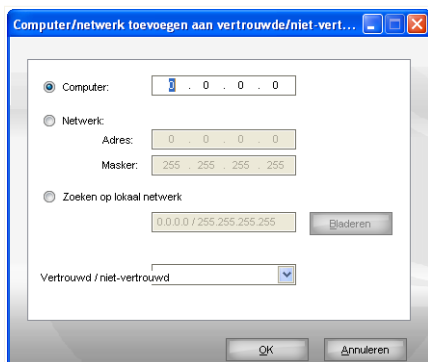 Computer/netwerk toevoegen aan vertrouwde/niet-vert...
Computer: 0 . 0 . 0 . 0
Netwerk:
Adres: 0 . 0 . 0 . 0
Masker: 255 . 255 . 255 . 255
Zoeken op lokaal netwerk
0.0.0.0 / 255.255.255.255 Bladeren
Vertrouwd / niet-vertrouwd
OK Annuleren